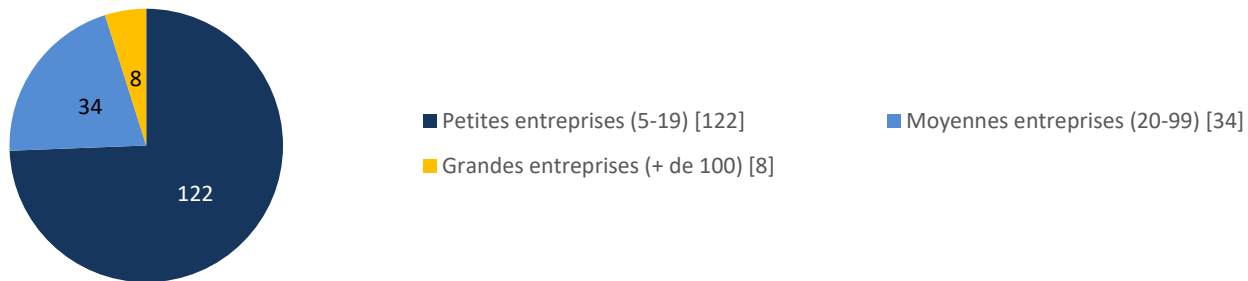 8
34
122
Petites entreprises (5-19) [122]
Moyennes entreprises (20-99) [34]
Grandes entreprises (+ de 100) [8]